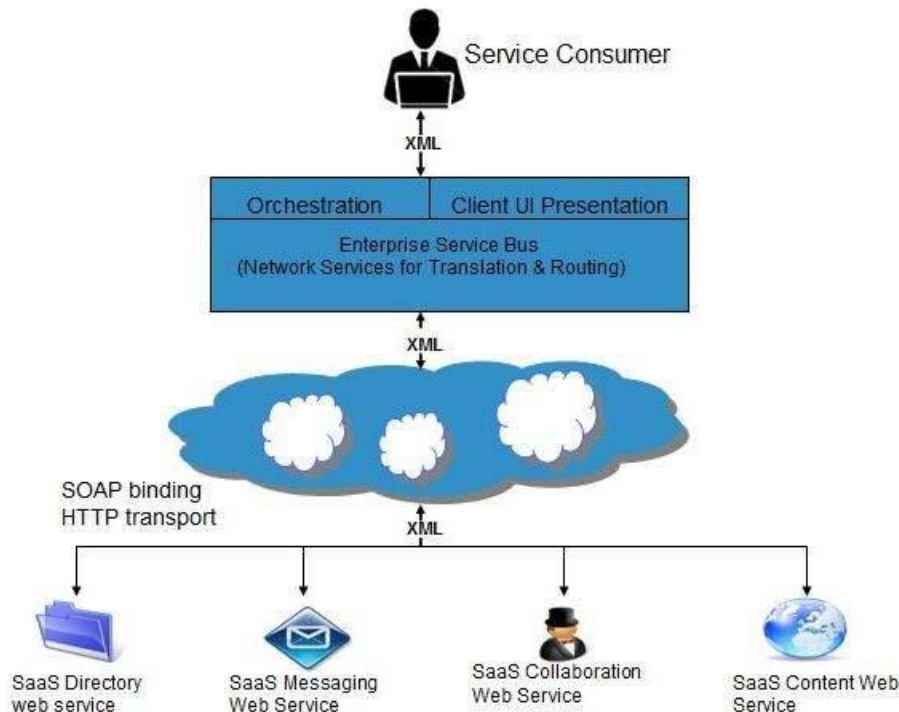 Service Consumer
XML
Orchestration
Client UI Presentation
Enterprise Service Bus
(Network Services for Translation & Routing)
XML
SOAP binding
HTTP transport
XML
SaaS Directory
web service
SaaS Messaging
Web Service
SaaS Collaboration
Web Service
SaaS Content Web
Service